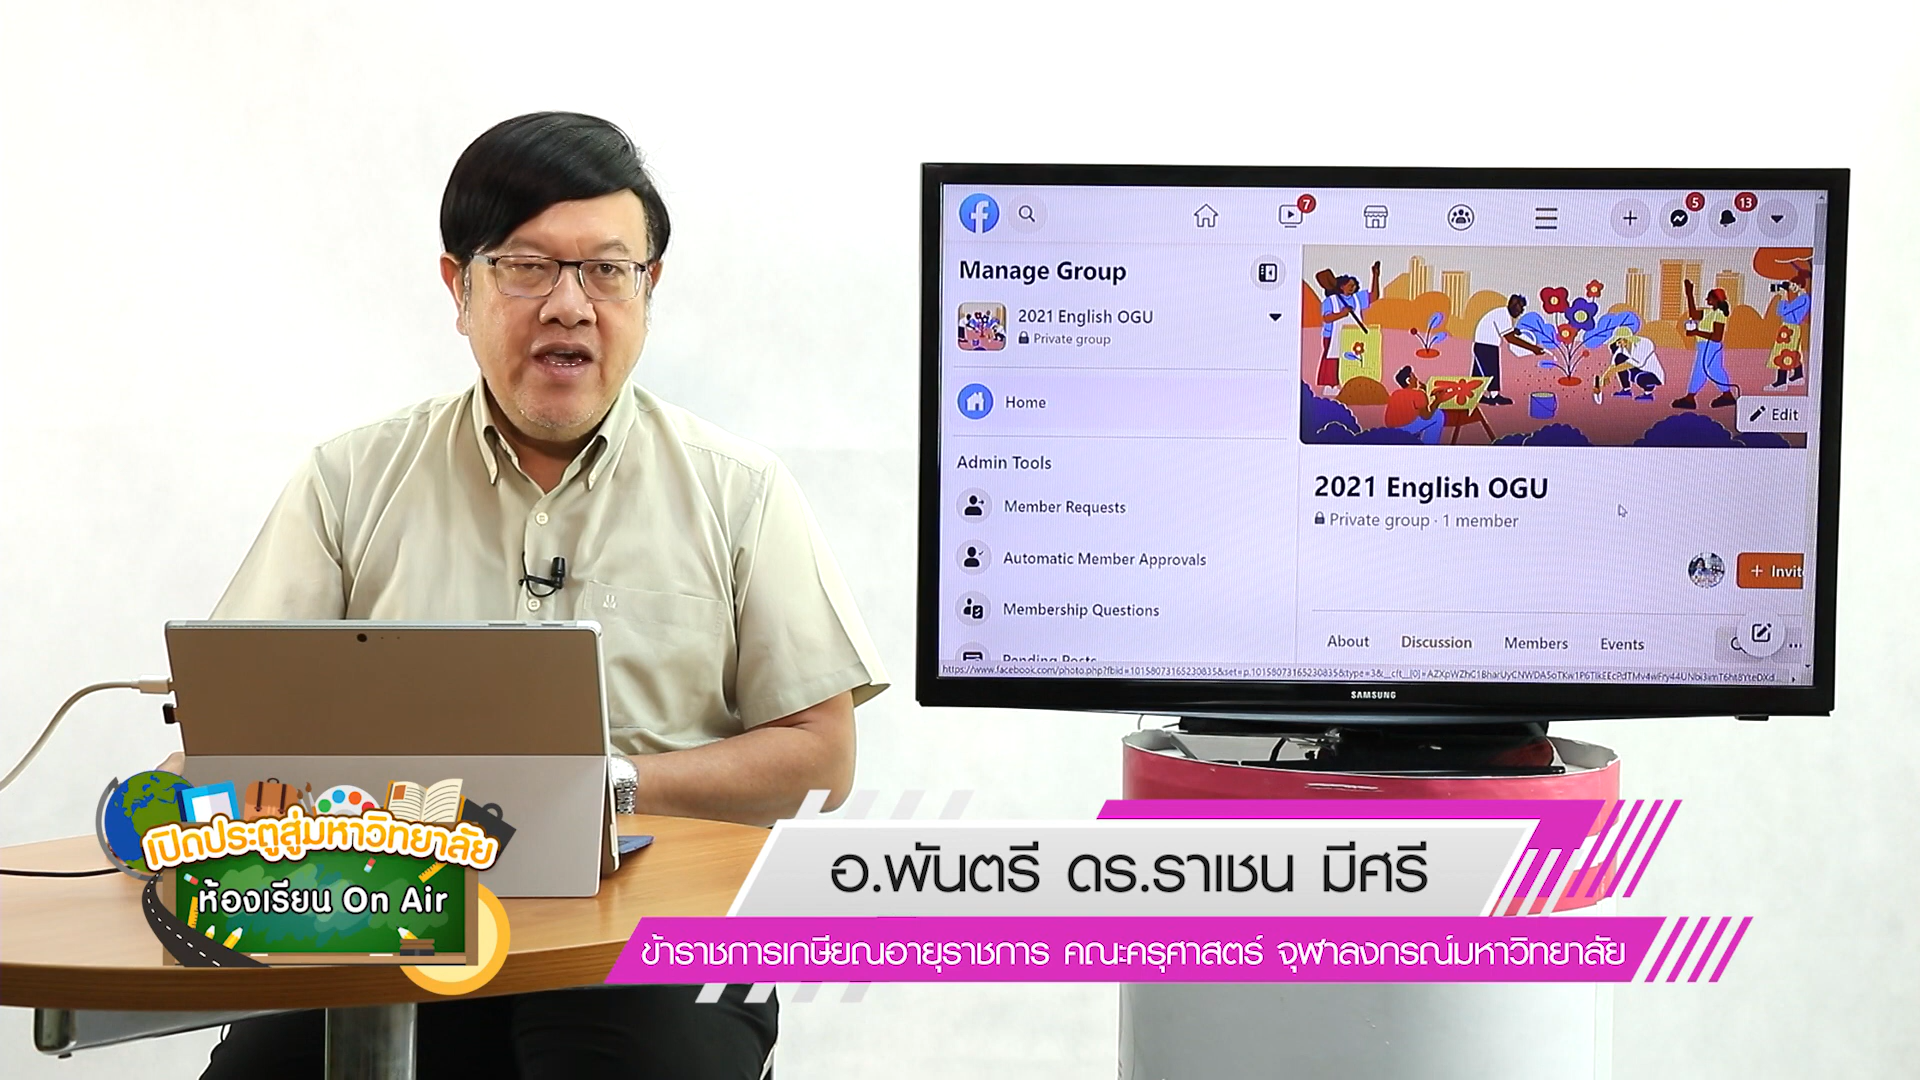 7
5
13
Manage Group
2021 English OGU
Private group
Home
Admin Tools
Member Requests
Automatic Member Approvals
Membership Questions
Pending Posts
Edit
2021 English OGU
Private group · 1 member
+ Invit
About Discussion Members Events
SAMSUNG
เปิดประตูสู่มหาวิทยาลัย
ห้องเรียน On Air
อ.พันตรี ดร.ราเชน มีศรี
ข้าราชการเกษียณอายุราชการ คณะครุศาสตร์ จุฬาลงกรณ์มหาวิทยาลัย